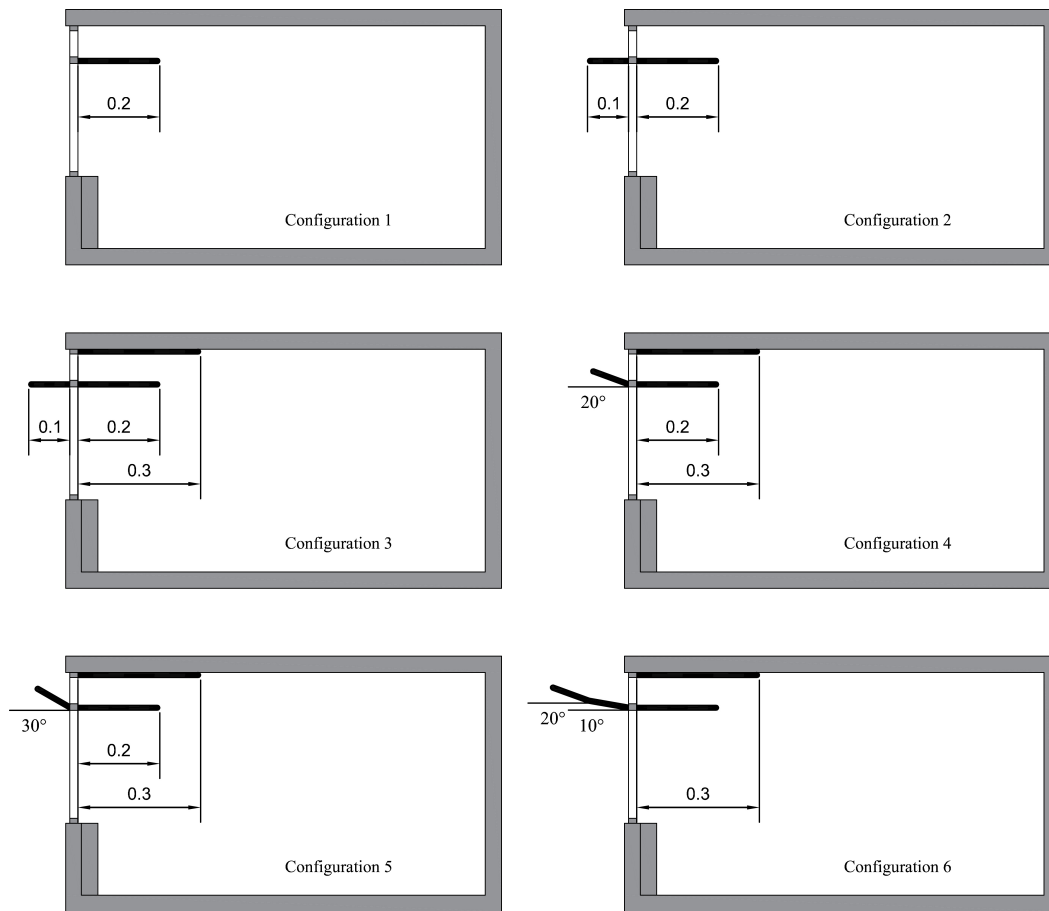 0.2
Configuration 1
0.1 0.2
Configuration 2
0.1 0.2
0.3
Configuration 3
20°
0.2
0.3
Configuration 4
30°
0.2
0.3
Configuration 5
20° 10°
0.3
Configuration 6